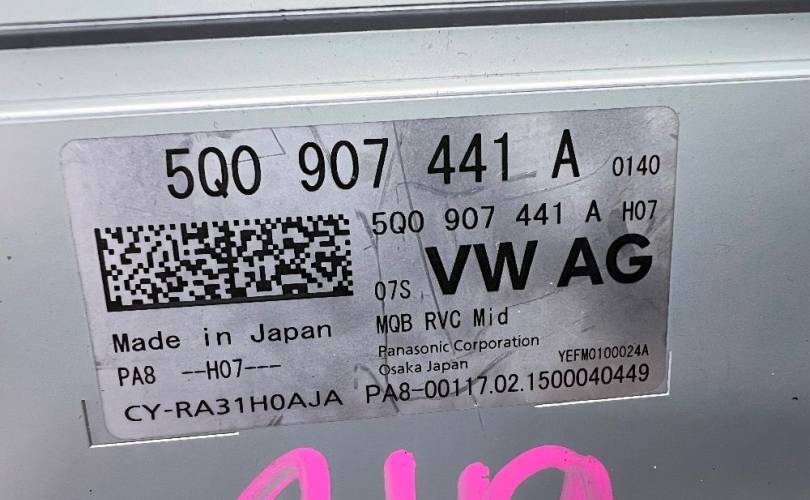 5Q0 907 441 A 0140
5Q0 907 441 A H07
07S VW AG
MQB RVC Mid
Made in Japan
Panasonic Corporation
Osaka Japan
YEFM0100024A
PA8 --H07---
CY-RA31H0AJA PA8-00117.02.1500040449